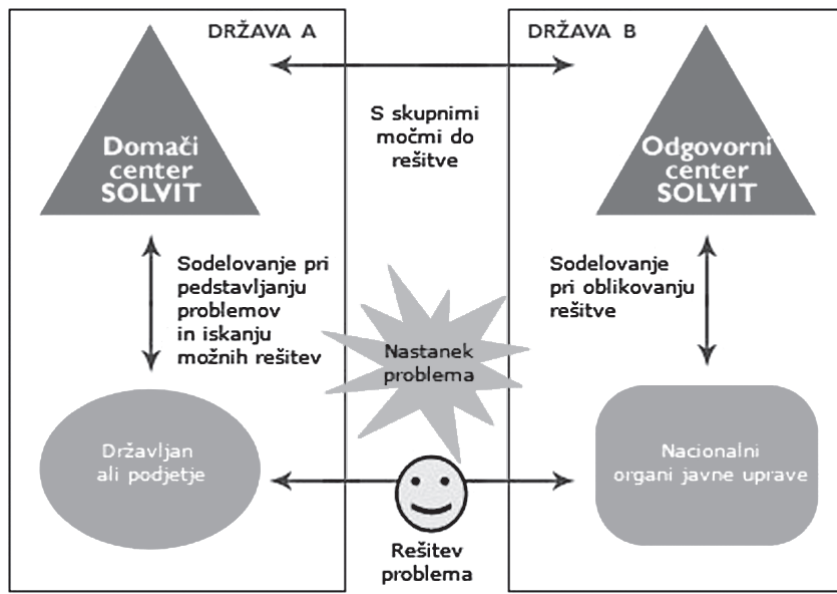 DRŽAVA A
DRŽAVA B
S skupnimi
močmi do
rešitve
Domači
center
SOLVIT
Odgovorni
center
SOLVIT
Sodelovanje pri
pedstavljanju
problemov
in iskanju
možnih rešitev
Sodelovanje
pri oblikovanju
rešitve
Nastanek
problema
Državljan
ali podjetje
Nacionalni
organi javne uprave
Rešitev
problema